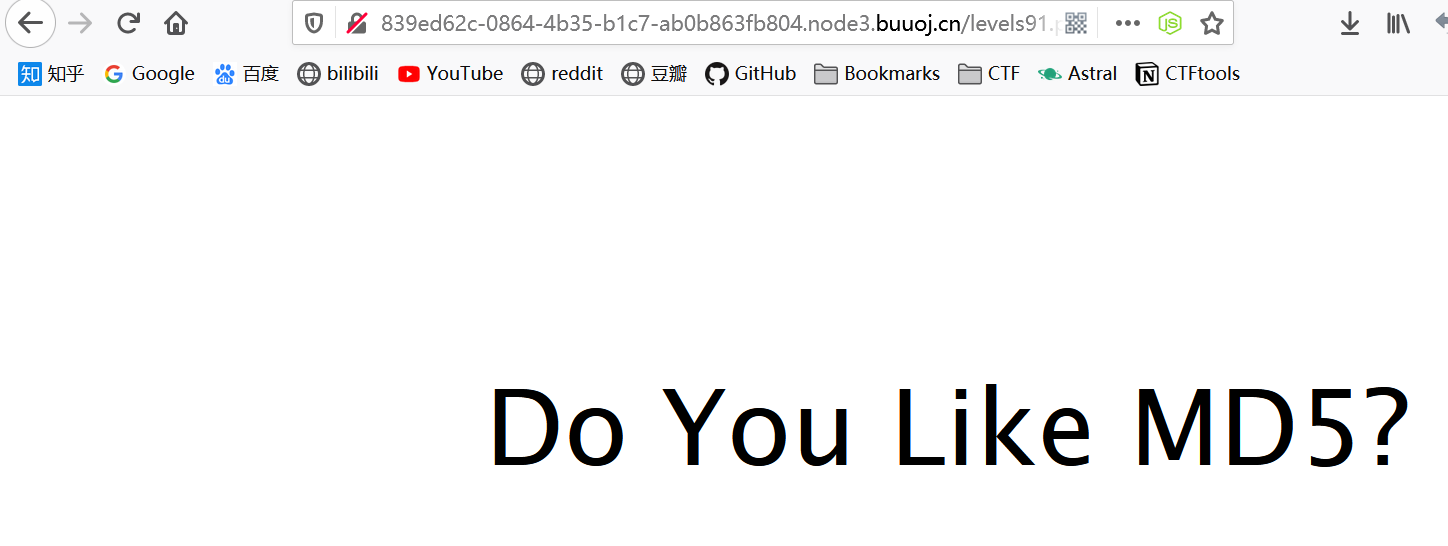 839ed62c-0864-4b35-b1c7-ab0b863fb804.node3.buuoj.cn/levels91.p
知 知乎 Google 百度 bilibili YouTube reddit 豆瓣 GitHub Bookmarks CTF Astral CTFtools
Do You Like MD5?